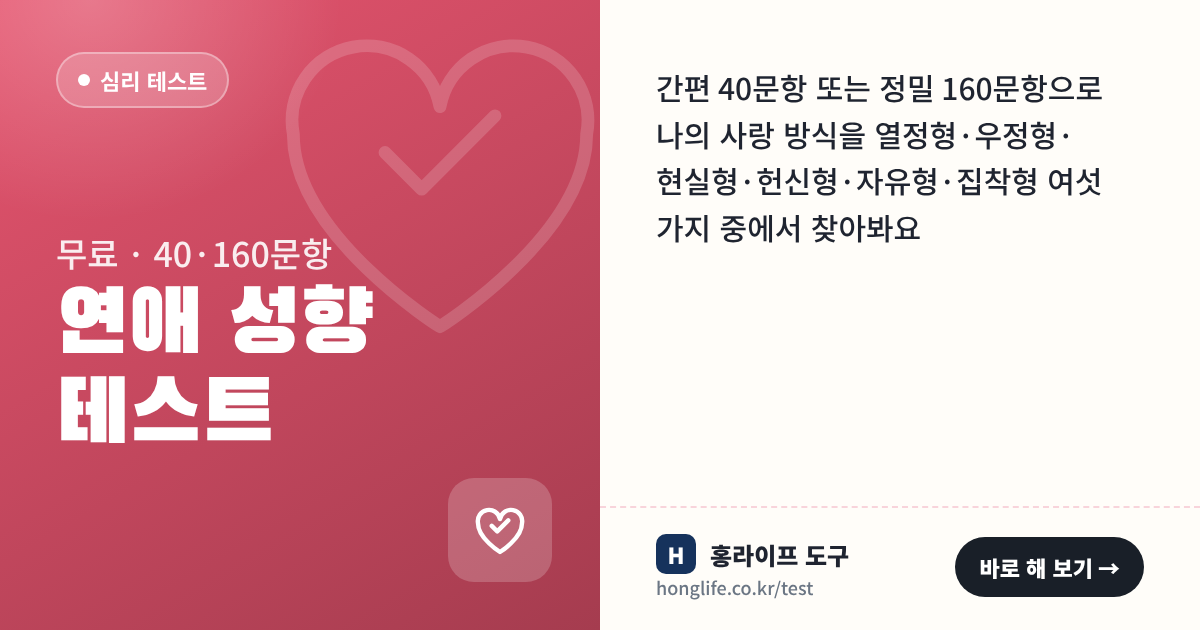 심리 테스트
무료 · 40·160문항
연애 성향
테스트
간편 40문항 또는 정밀 160문항으로
나의 사랑 방식을 열정형·우정형·
현실형·헌신형·자유형·집착형 여섯
가지 중에서 찾아봐요
H 홍라이프 도구
honglife.co.kr/test
바로 해 보기 →